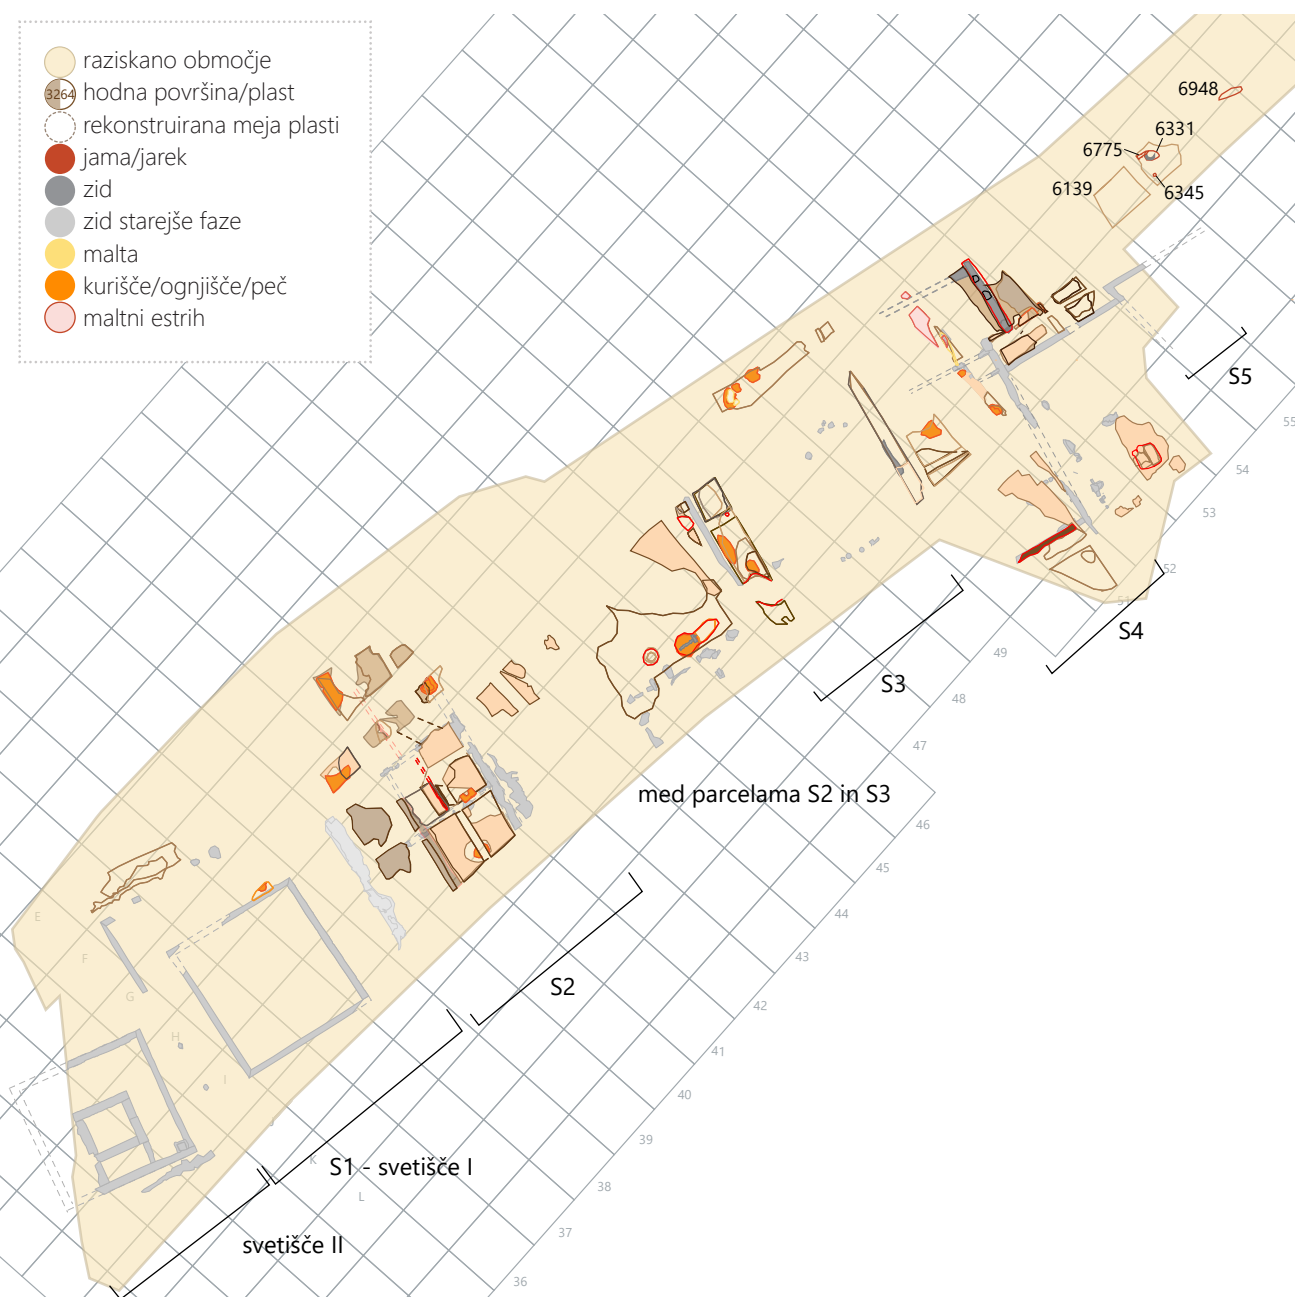 raziskano območje
3264 hodna površina/plast
rekonstruirana meja plasti
jama/jarek
zid
zid starejše faze
malta
kurišče/ognjišče/peč
maltni estrih
6948
6331
6775
6139
6345
S5
55
54
53
52
51
S4
49
S3
48
47
med parcelama S2 in S3
46
45
44
E
43
F
S2
G
42
H
41
I
40
J
39
K
S1 - svetišče I
38
L
37
svetišče II
36